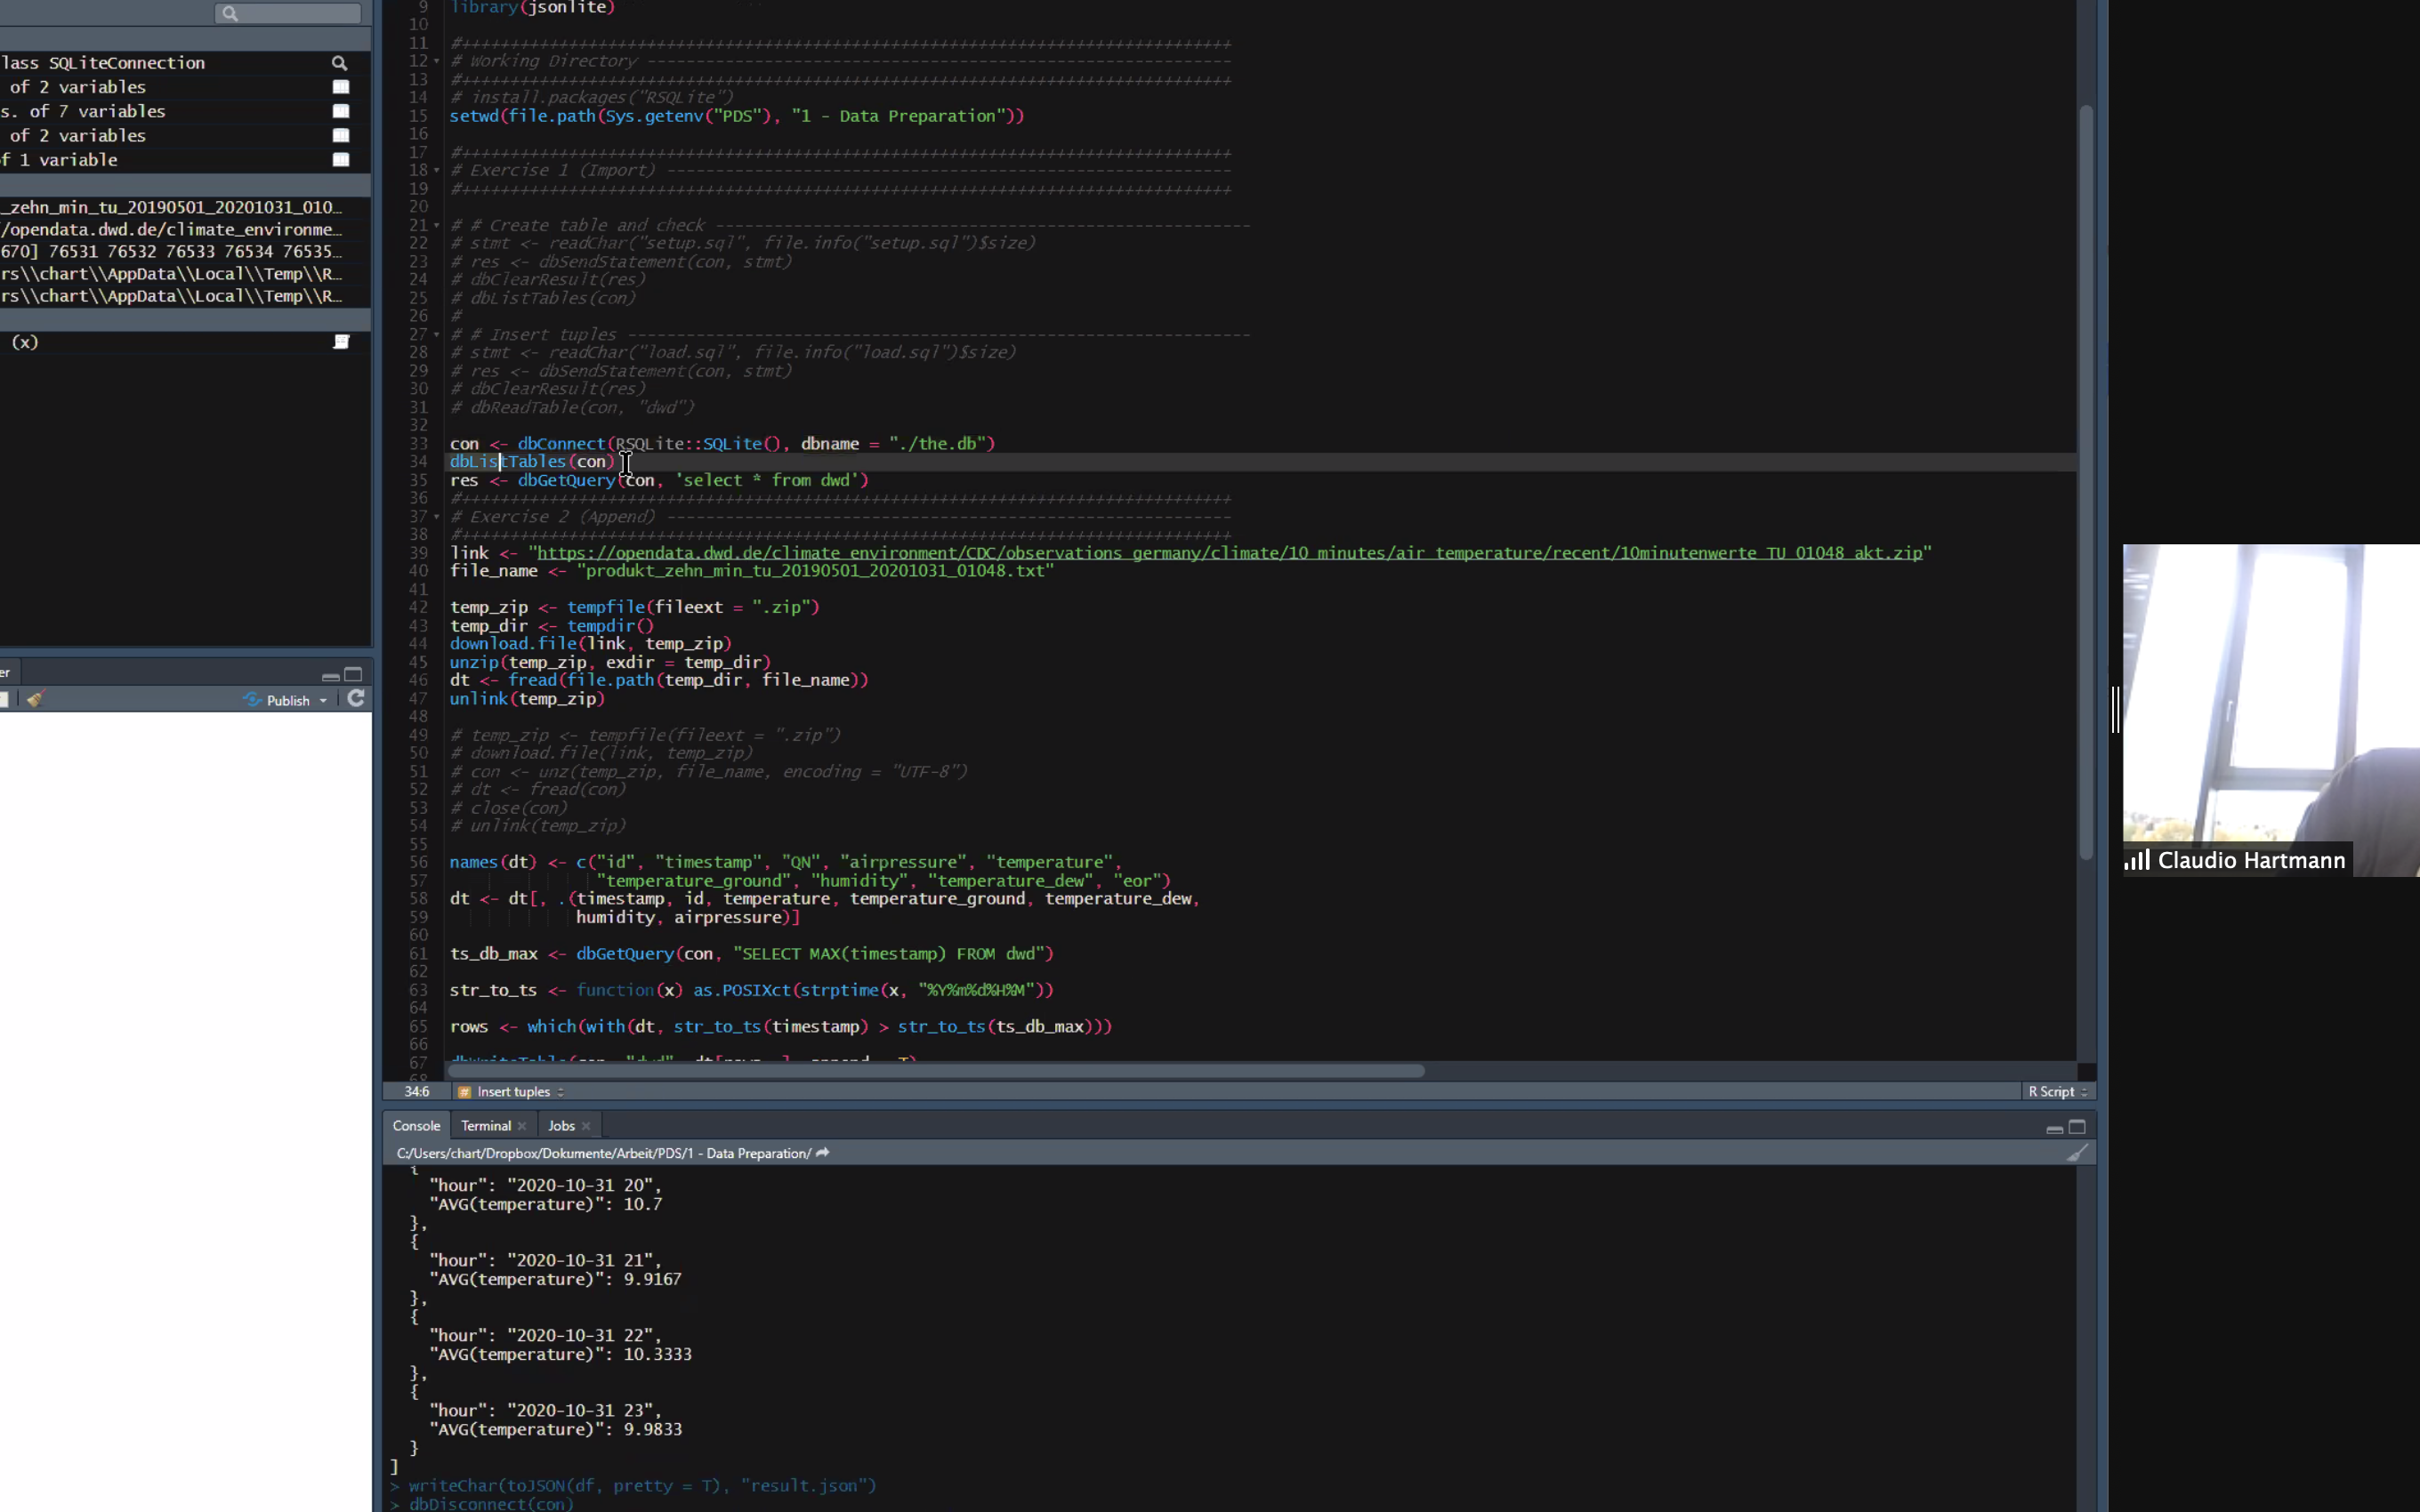 lass SQLiteConnection
of 2 variables
s. of 7 variables
of 2 variables
f 1 variable
_zehn_min_tu_20190501_20201031_010…
/opendata.dwd.de/climate_environme…
670] 76531 76532 76533 76534 76535…
rs\\chart\\AppData\\Local\\Temp\\R…
rs\\chart\\AppData\\Local\\Temp\\R…
(x)
er
Publish
9 library(jsonlite)
10
11 #++++++++++++++++++++++++++++++++++++++++++++++++++++++++++++++++++++++++++++++
12 # Working Directory ------------------------------------------------------------
13 #++++++++++++++++++++++++++++++++++++++++++++++++++++++++++++++++++++++++++++++
14 # install.packages("RSQLite")
15 setwd(file.path(Sys.getenv("PDS"), "1 - Data Preparation"))
16
17 #++++++++++++++++++++++++++++++++++++++++++++++++++++++++++++++++++++++++++++++
18 # Exercise 1 (Import) ----------------------------------------------------------
19 #++++++++++++++++++++++++++++++++++++++++++++++++++++++++++++++++++++++++++++++
20
21 # # Create table and check -------------------------------------------------------
22 # stmt <- readChar("setup.sql", file.info("setup.sql")$size)
23 # res <- dbSendStatement(con, stmt)
24 # dbClearResult(res)
25 # dbListTables(con)
26 #
27 # # Insert tuples ----------------------------------------------------------------
28 # stmt <- readChar("load.sql", file.info("load.sql")$size)
29 # res <- dbSendStatement(con, stmt)
30 # dbClearResult(res)
31 # dbReadTable(con, "dwd")
32
33 con <- dbConnect(RSQLite::SQLite(), dbname = "./the.db")
34 dbListTables(con)
35 res <- dbGetQuery(con, 'select * from dwd')
36 #++++++++++++++++++++++++++++++++++++++++++++++++++++++++++++++++++++++++++++++
37 # Exercise 2 (Append) ----------------------------------------------------------
38 #++++++++++++++++++++++++++++++++++++++++++++++++++++++++++++++++++++++++++++++
39 link <- "https://opendata.dwd.de/climate_environment/CDC/observations_germany/climate/10_minutes/air_temperature/recent/10minutenwerte_TU_01048_akt.zip"
40 file_name <- "produkt_zehn_min_tu_20190501_20201031_01048.txt"
41
42 temp_zip <- tempfile(fileext = ".zip")
43 temp_dir <- tempdir()
44 download.file(link, temp_zip)
45 unzip(temp_zip, exdir = temp_dir)
46 dt <- fread(file.path(temp_dir, file_name))
47 unlink(temp_zip)
48
49 # temp_zip <- tempfile(fileext = ".zip")
50 # download.file(link, temp_zip)
51 # con <- unz(temp_zip, file_name, encoding = "UTF-8")
52 # dt <- fread(con)
53 # close(con)
54 # unlink(temp_zip)
55
56 names(dt) <- c("id", "timestamp", "QN", "airpressure", "temperature",
57 "temperature_ground", "humidity", "temperature_dew", "eor")
58 dt <- dt[, .(timestamp, id, temperature, temperature_ground, temperature_dew,
59 humidity, airpressure)]
60
61 ts_db_max <- dbGetQuery(con, "SELECT MAX(timestamp) FROM dwd")
62
63 str_to_ts <- function(x) as.POSIXct(strptime(x, "%Y%m%d%H%M"))
64
65 rows <- which(with(dt, str_to_ts(timestamp) > str_to_ts(ts_db_max)))
66
67
68
34:6 # Insert tuples R Script
Console Terminal Jobs
C:/Users/chart/Dropbox/Dokumente/Arbeit/PDS/1 - Data Preparation/
{
"hour": "2020-10-31 20",
"AVG(temperature)": 10.7
},
{
"hour": "2020-10-31 21",
"AVG(temperature)": 9.9167
},
{
"hour": "2020-10-31 22",
"AVG(temperature)": 10.3333
},
{
"hour": "2020-10-31 23",
"AVG(temperature)": 9.9833
}
]
> writeChar(toJSON(df, pretty = T), "result.json")
> dbDisconnect(con)
Claudio Hartmann